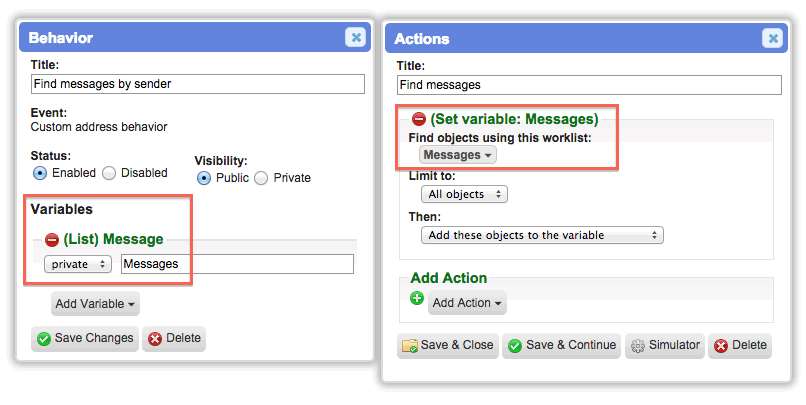 Behavior
Title:
Find messages by sender
Event:
Custom address behavior
Status:
Enabled Disabled
Visibility:
Public Private
Variables
(List) Message
private Messages
Add Variable
Save Changes Delete
Actions
Title:
Find messages
(Set variable: Messages)
Find objects using this worklist:
Messages
Limit to:
All objects
Then:
Add these objects to the variable
Add Action
Add Action
Save & Close Save & Continue Simulator Delete